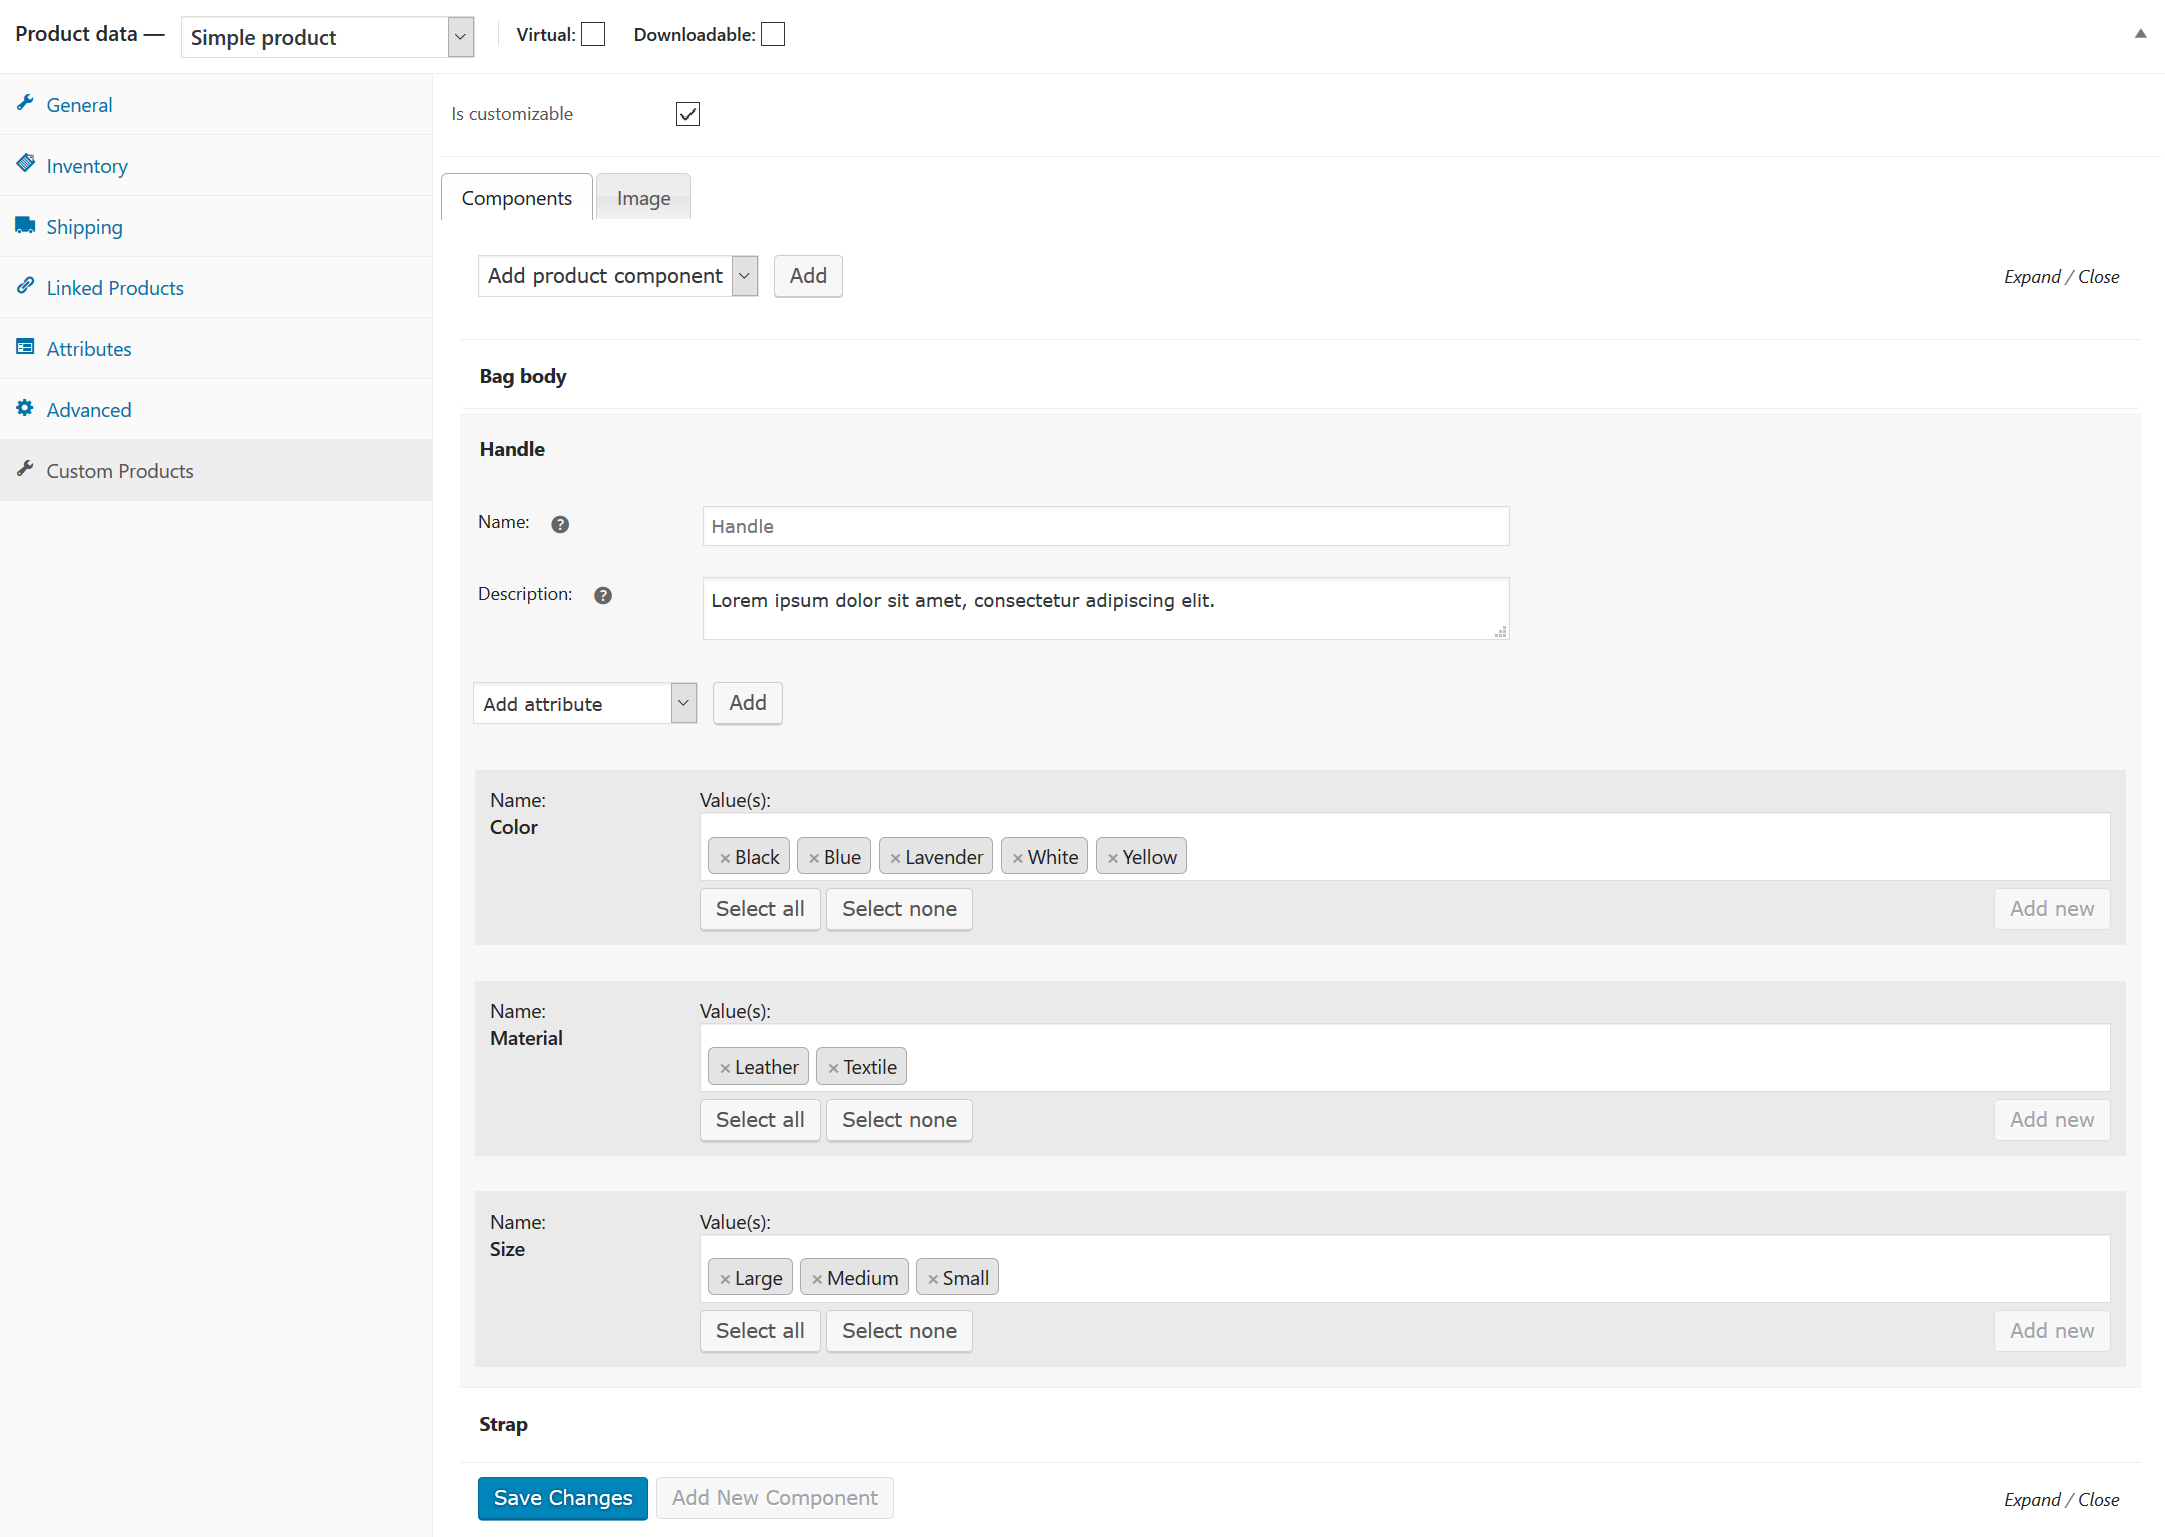 Product data — Simple product Virtual: Downloadable:
General
Inventory
Shipping
Linked Products
Attributes
Advanced
Custom Products
Is customizable
Components Image
Add product component Add Expand / Close
Bag body
Handle
Name: ? Handle
Description: ? Lorem ipsum dolor sit amet, consectetur adipiscing elit.
Add attribute Add
Name: Value(s):
Color
× Black × Blue × Lavender × White × Yellow
Select all Select none Add new
Name: Value(s):
Material
× Leather × Textile
Select all Select none Add new
Name: Value(s):
Size
× Large × Medium × Small
Select all Select none Add new
Strap
Save Changes Add New Component Expand / Close